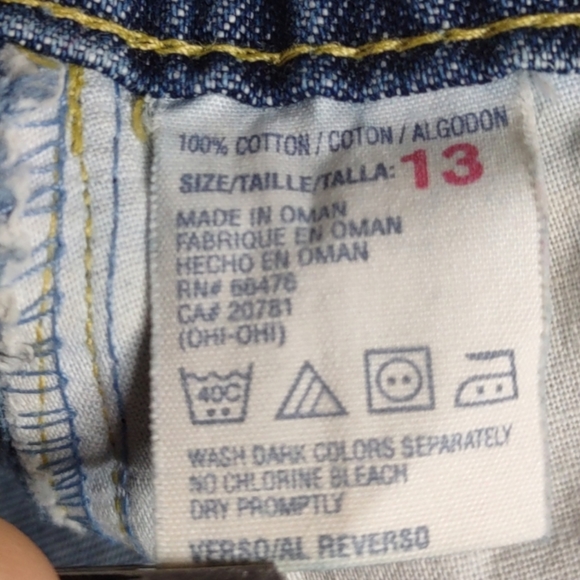 100% COTTON / COTON / ALGODON
SIZE/TAILLE/TALLA: 13
MADE IN OMAN
FABRIQUE EN OMAN
HECHO EN OMAN
RN# 66476
CA# 20781
(OHI-OHI)
40C
WASH DARK COLORS SEPARATELY
NO CHLORINE BLEACH
DRY PROMPTLY
VERSO/AL REVERSO